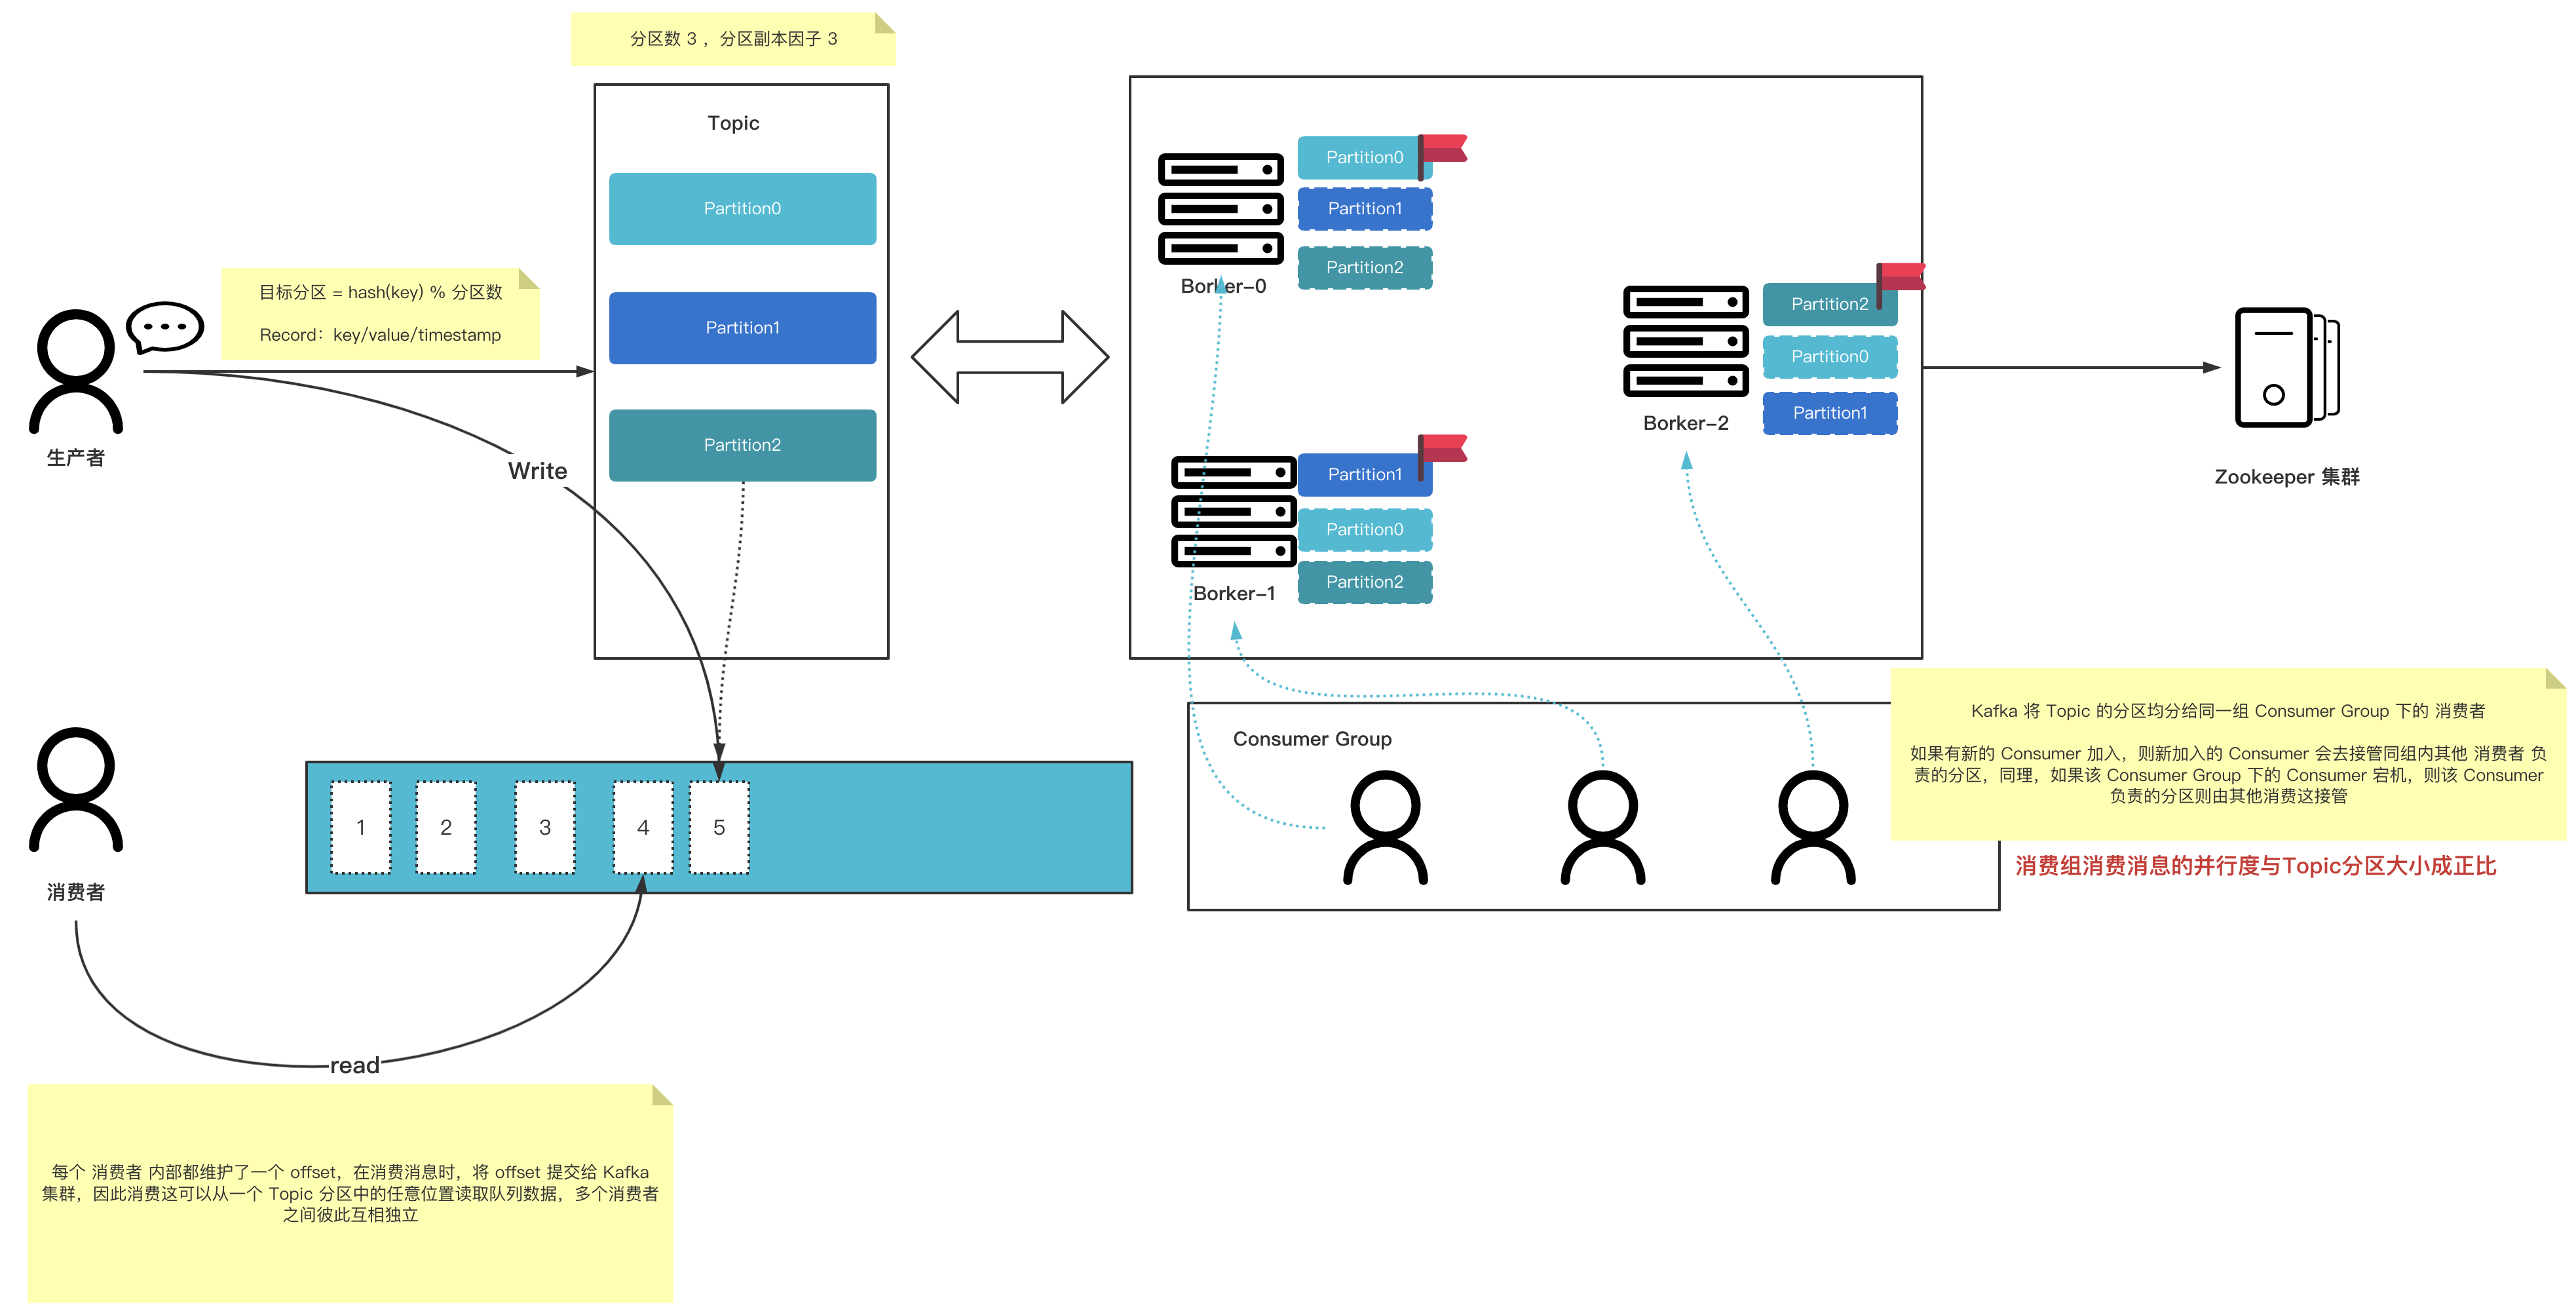 分区数 3 ，分区副本因子 3
Topic
Partition0
Partition1
Partition2
目标分区 = hash(key) % 分区数
Record：key/value/timestamp
生产者
Write
Partition0
Partition1
Partition2
Borker-0
Partition1
Partition0
Partition2
Borker-1
Partition2
Partition0
Partition1
Borker-2
Zookeeper 集群
消费者
1
2
3
4
5
read
Consumer Group
Kafka 将 Topic 的分区均分给同一组 Consumer Group 下的 消费者
如果有新的 Consumer 加入，则新加入的 Consumer 会去接管同组内其他 消费者 负
责的分区，同理，如果该 Consumer Group 下的 Consumer 宕机，则该 Consumer
负责的分区则由其他消费这接管
消费组消费消息的并行度与Topic分区大小成正比
每个 消费者 内部都维护了一个 offset，在消费消息时，将 offset 提交给 Kafka
集群，因此消费这可以从一个 Topic 分区中的任意位置读取队列数据，多个消费者
之间彼此互相独立